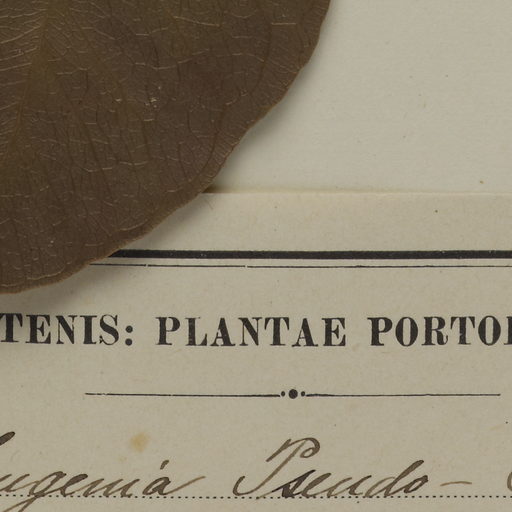 TENIS: PLANTAE PORTO
Eugenia Pseudo-